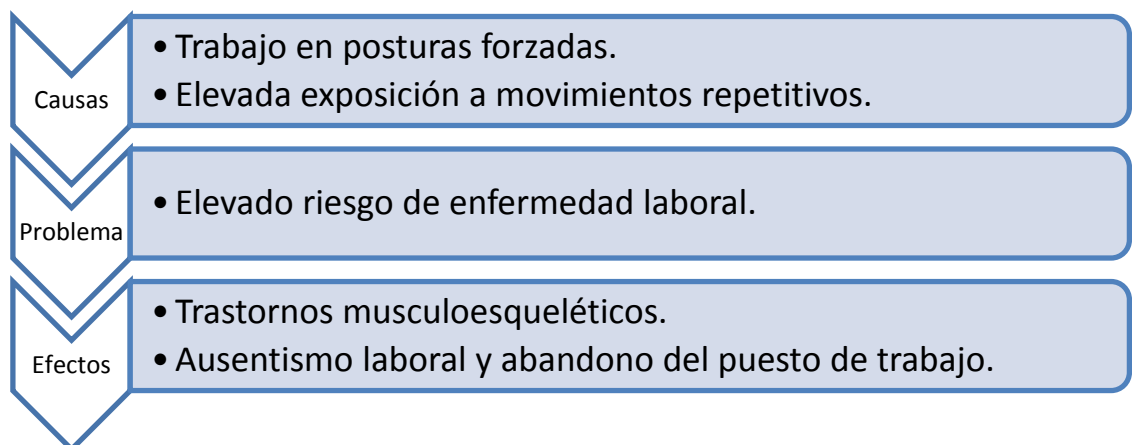 Causas
• Trabajo en posturas forzadas.
• Elevada exposición a movimientos repetitivos.
Problema
• Elevado riesgo de enfermedad laboral.
Efectos
• Trastornos musculoesqueléticos.
• Ausentismo laboral y abandono del puesto de trabajo.